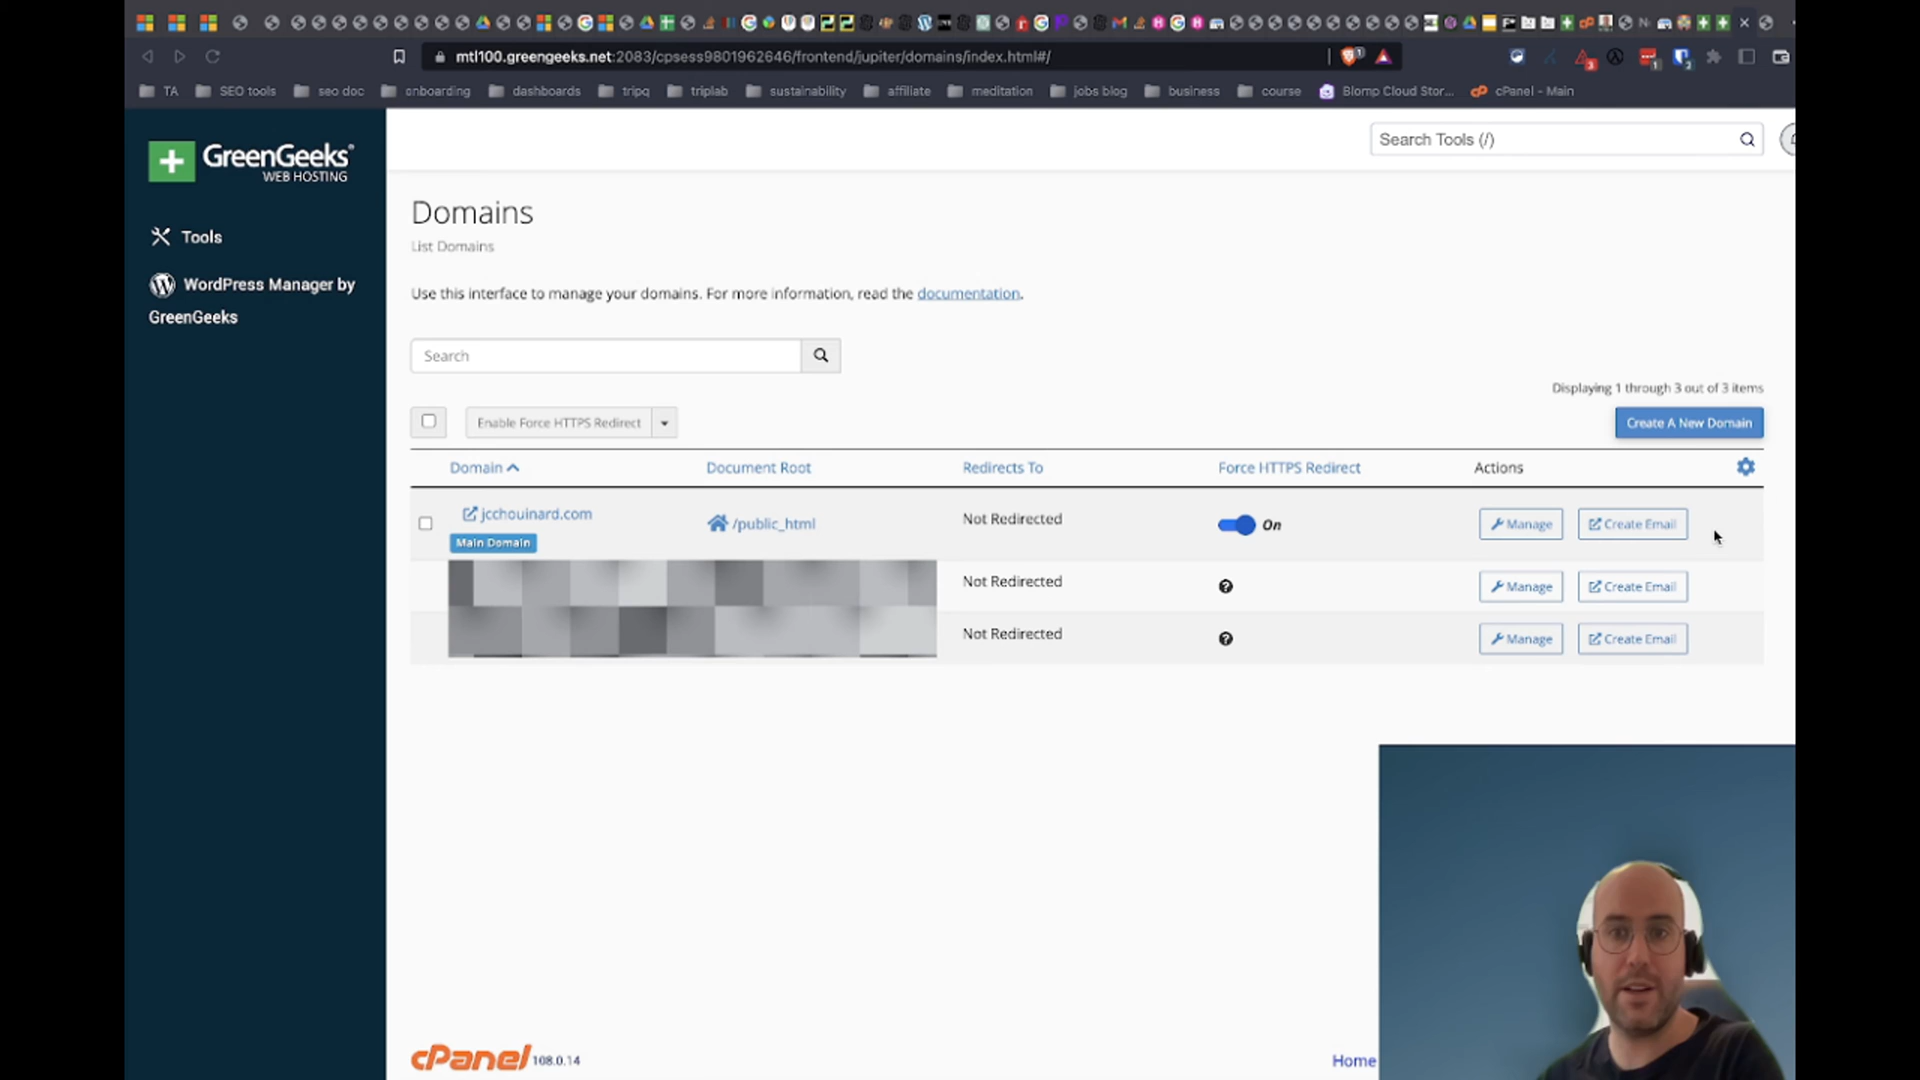 mtl100.greengeeks.net:2083/cpsess9801962646/frontend/jupiter/domains/index.html#/
TA SEO tools seo doc onboarding dashboards tripq triplab sustainability affiliate meditation jobs blog business course Blomp Cloud Stor... cPanel - Main
GreenGeeks
WEB HOSTING
Search Tools (/)
Tools
WordPress Manager by
GreenGeeks
Domains
List Domains
Use this interface to manage your domains. For more information, read the documentation.
Search
Displaying 1 through 3 out of 3 items
Enable Force HTTPS Redirect
Create A New Domain
Domain Document Root Redirects To Force HTTPS Redirect Actions
jcchouinard.com /public_html Not Redirected On Manage Create Email
Main Domain
Not Redirected Manage Create Email
Not Redirected Manage Create Email
cPanel 108.0.14 Home